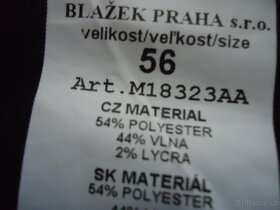 BLAŽEK PRAHA s.r.o.
velikost/veľkosť/size
56
Art.M18323AA
CZ MATERIAL
54% POLYESTER
44% VLNA
2% LYCRA
SK MATERIÁL
54% POLYESTER